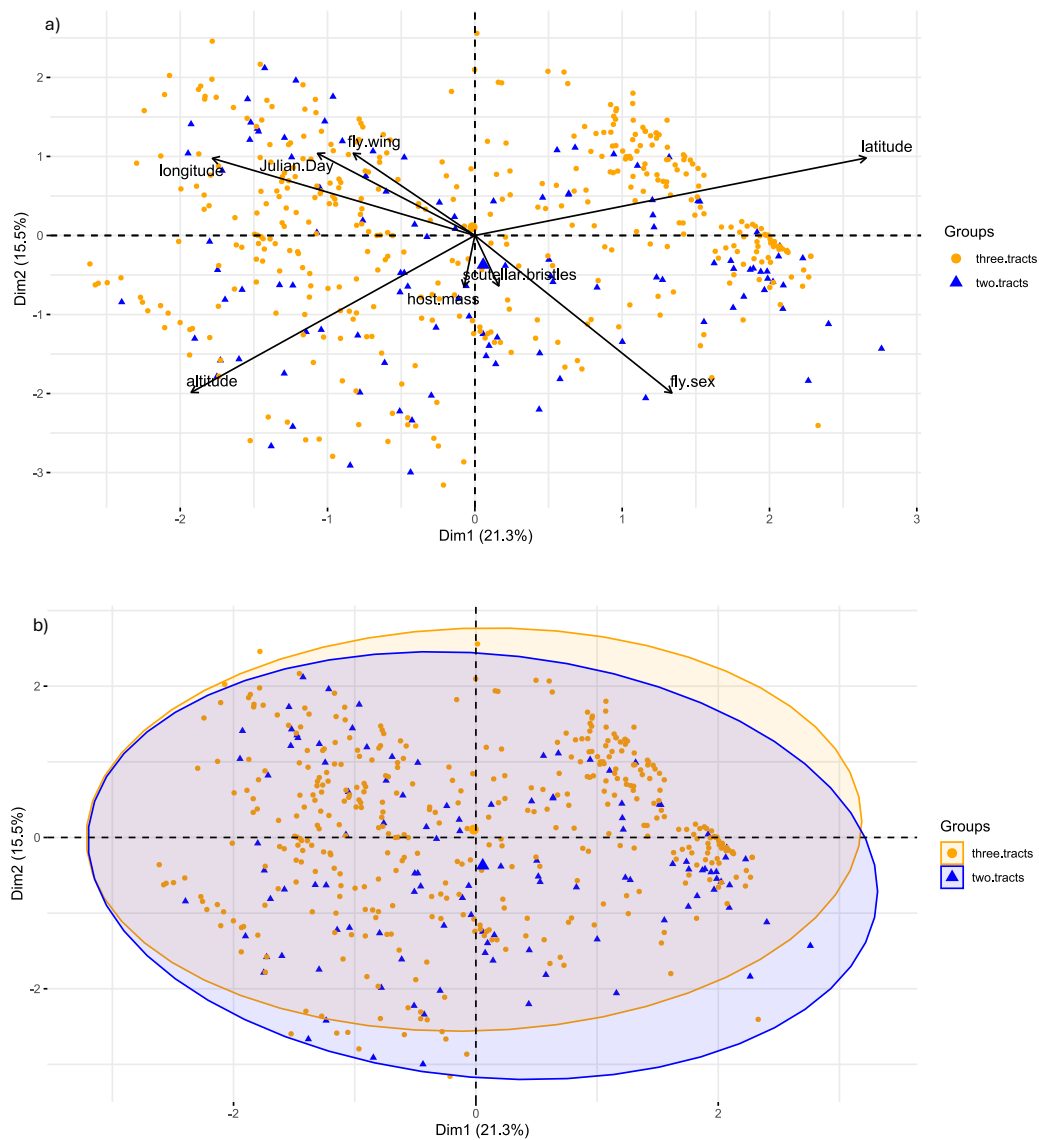 a)
fly.wing
latitude
longitude
Julian.Day
scutellar.bristles
host.mass
altitude
fly.sex
Dim2 (15.5%)
2
1
0
-1
-2
-3
-2
-1
0
1
2
3
Dim1 (21.3%)
Groups
three.tracts
two.tracts
b)
Dim2 (15.5%)
2
0
-2
-2
0
2
Dim1 (21.3%)
Groups
three.tracts
two.tracts